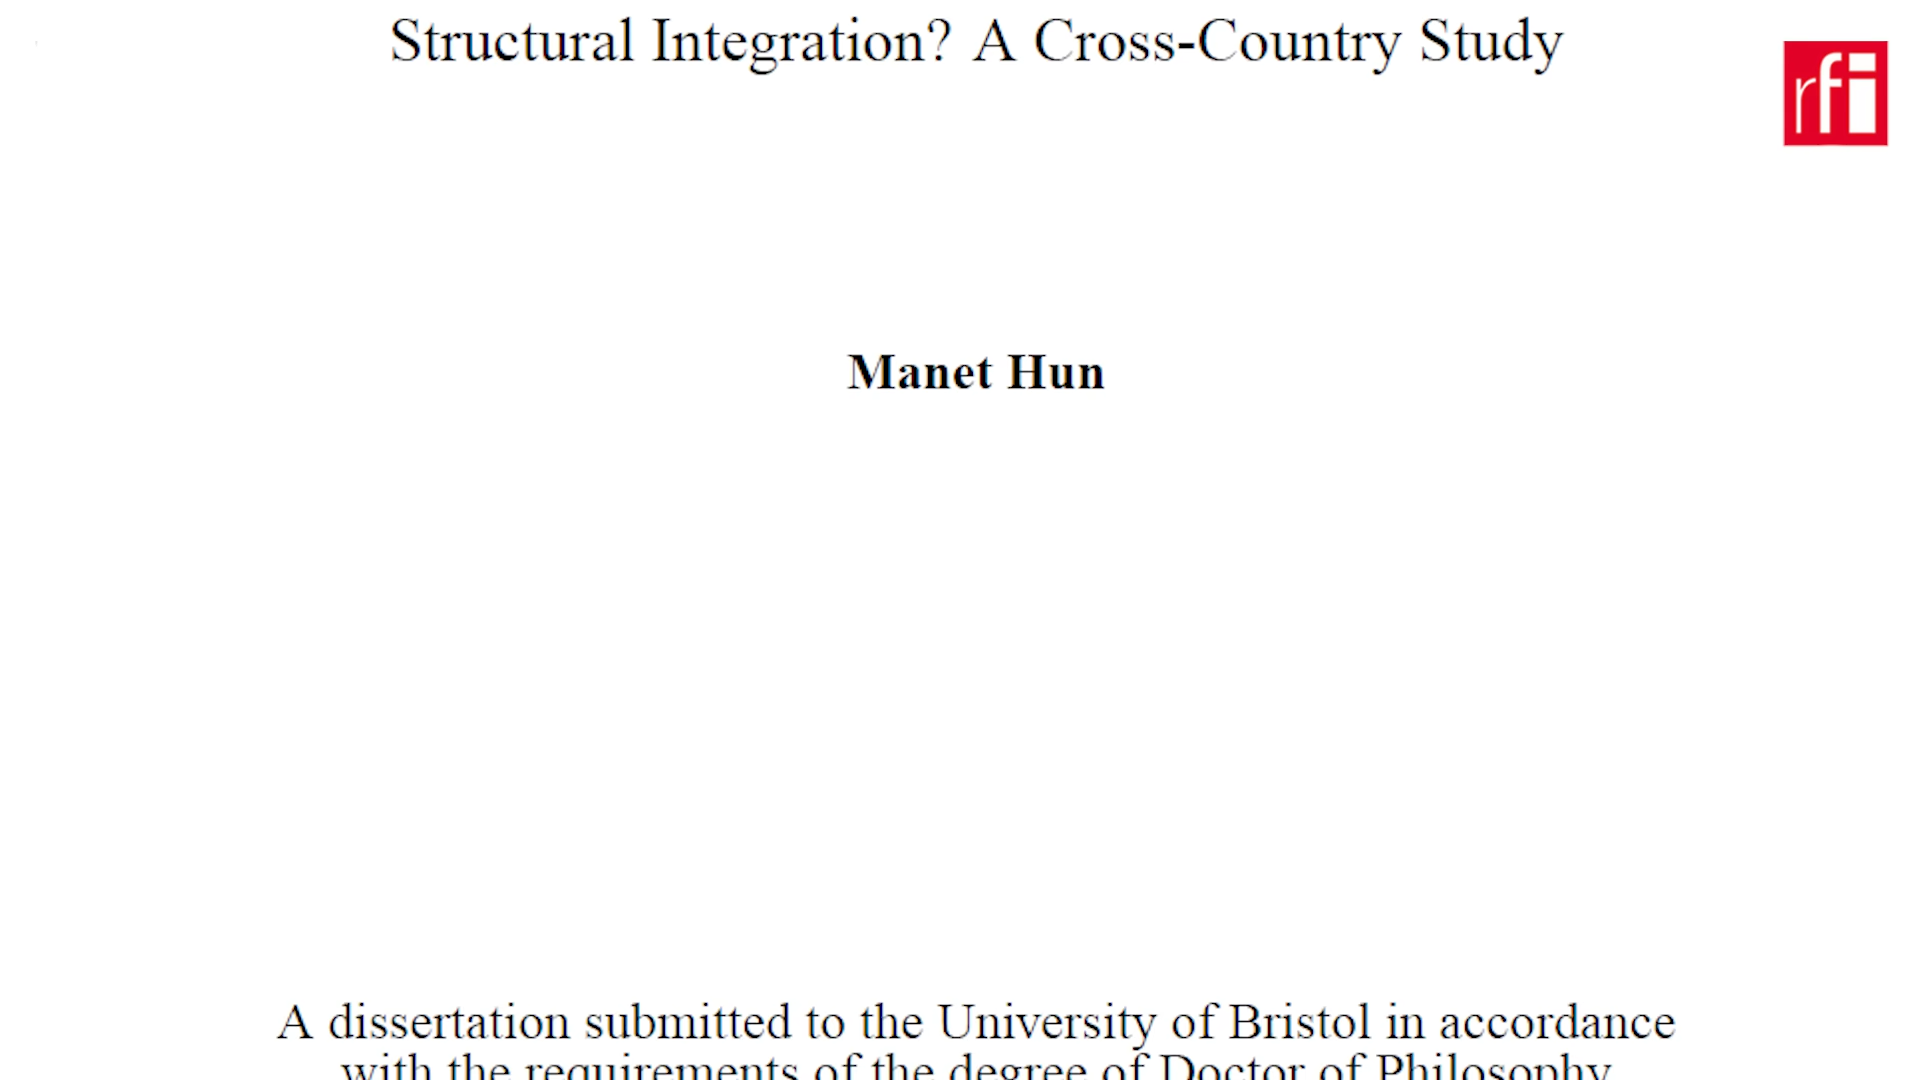 Structural Integration? A Cross-Country Study
rfi
Manet Hun
A dissertation submitted to the University of Bristol in accordance
with the requirements of the degree of Doctor of Philosophy